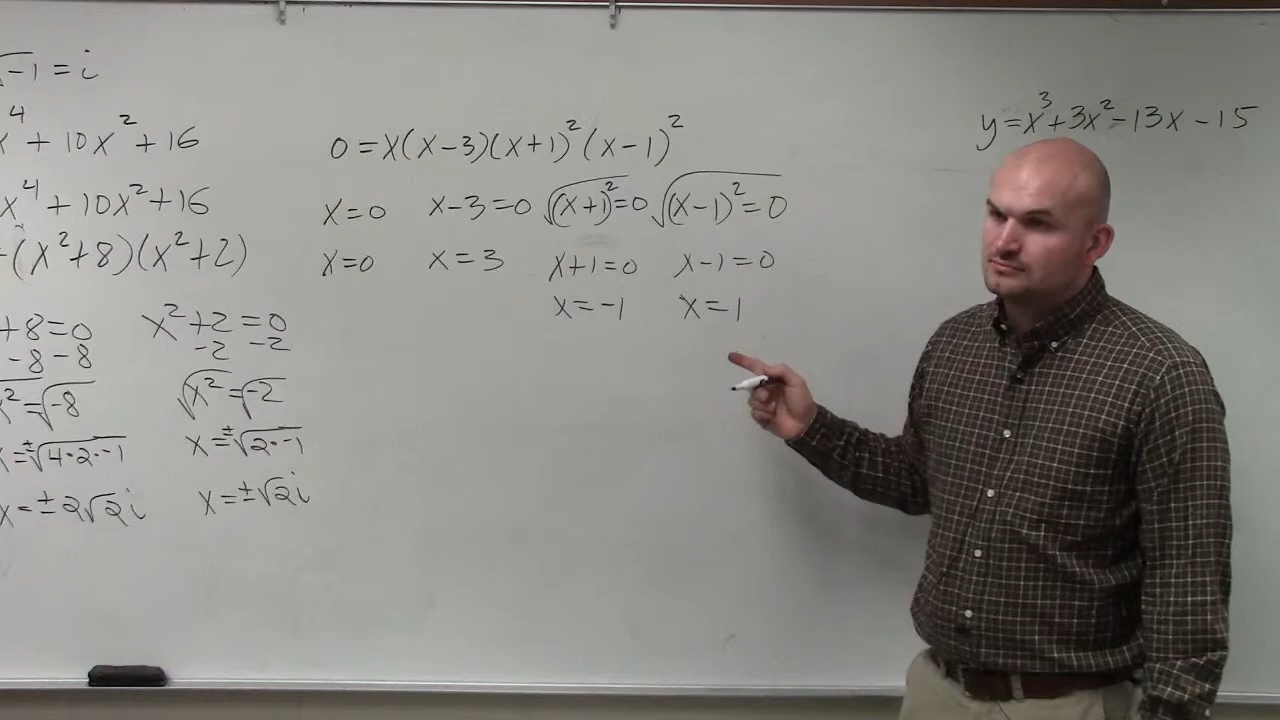 √-1 = i
x⁴ + 10x² + 16
x⁴ + 10x² + 16
(x²+8)(x²+2)
+8=0
-8 -8
x²=√-8
x=±√4·2·-1
x=±2√2i
x²+2=0
-2 -2
√x²=√-2
x=±√2·-1
x=±√2i
0=x(x-3)(x+1)²(x-1)²
x=0 x-3=0 √(x+1)²=0 √(x-1)²=0
x=0 x=3 x+1=0 x-1=0
x=-1 x=1
y=x³+3x²-13x-15